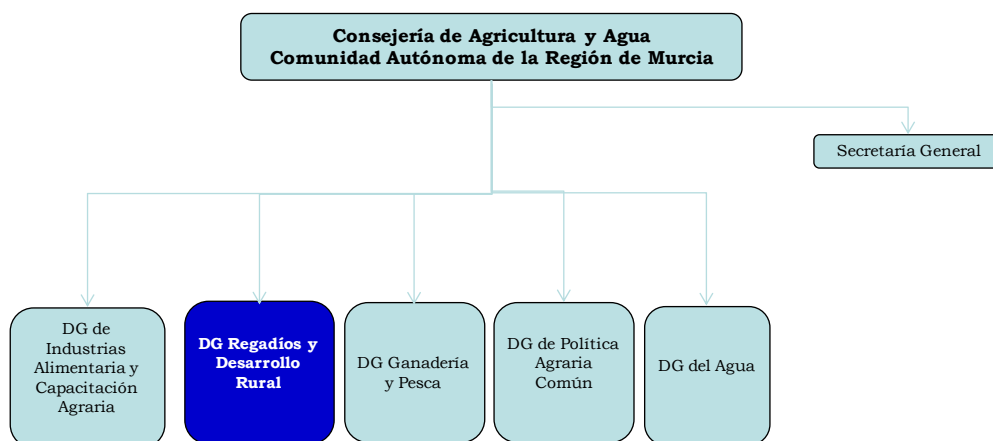 Consejería de Agricultura y Agua
Comunidad Autónoma de la Región de Murcia
Secretaría General
DG de
Industrias
Alimentaria y
Capacitación
Agraria
DG Regadíos y
Desarrollo
Rural
DG Ganadería
y Pesca
DG de Política
Agraria
Común
DG del Agua